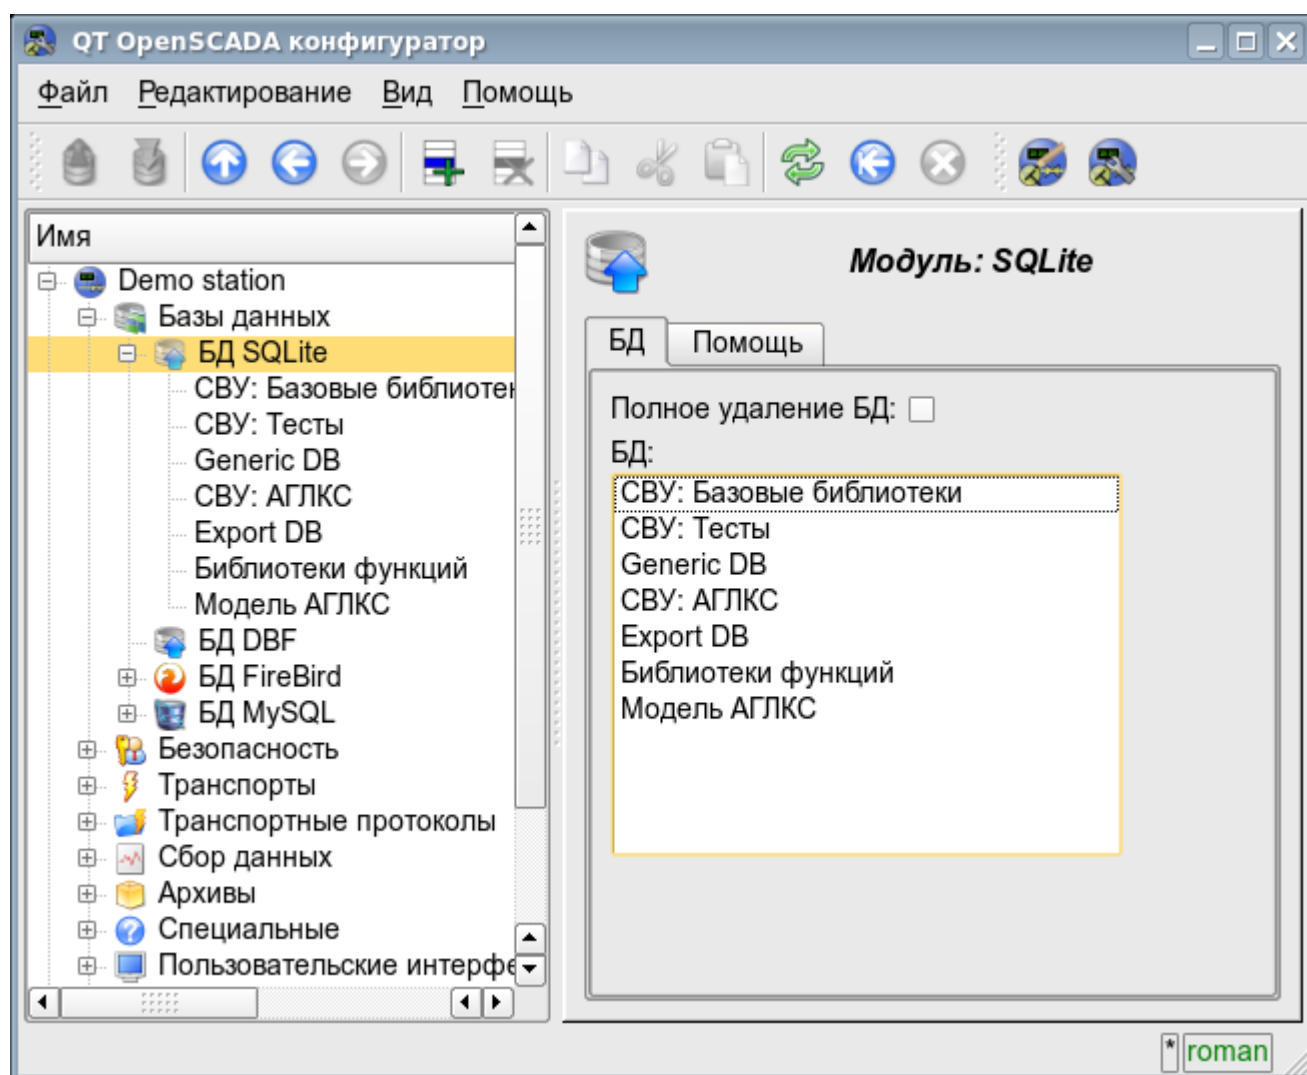 QT OpenSCADA конфигуратор
Файл Редактирование Вид Помощь
Имя
Demo station
Базы данных
БД SQLite
СВУ: Базовые библиотек
СВУ: Тесты
Generic DB
СВУ: АГЛКС
Export DB
Библиотеки функций
Модель АГЛКС
БД DBF
БД FireBird
БД MySQL
Безопасность
Транспорты
Транспортные протоколы
Сбор данных
Архивы
Специальные
Пользовательские интерфе
Модуль: SQLite
БД Помощь
Полное удаление БД:
БД:
СВУ: Базовые библиотеки
СВУ: Тесты
Generic DB
СВУ: АГЛКС
Export DB
Библиотеки функций
Модель АГЛКС
* roman